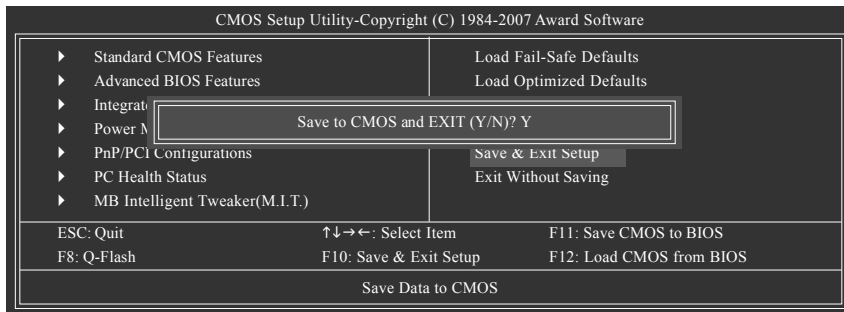 CMOS Setup Utility-Copyright (C) 1984-2007 Award Software
Standard CMOS Features
Advanced BIOS Features
Integrate
Power M
PnP/PCI Configurations
PC Health Status
MB Intelligent Tweaker(M.I.T.)
Load Fail-Safe Defaults
Load Optimized Defaults
Save & Exit Setup
Exit Without Saving
Save to CMOS and EXIT (Y/N)? Y
ESC: Quit ↑↓→←: Select Item F11: Save CMOS to BIOS
F8: Q-Flash F10: Save & Exit Setup F12: Load CMOS from BIOS
Save Data to CMOS